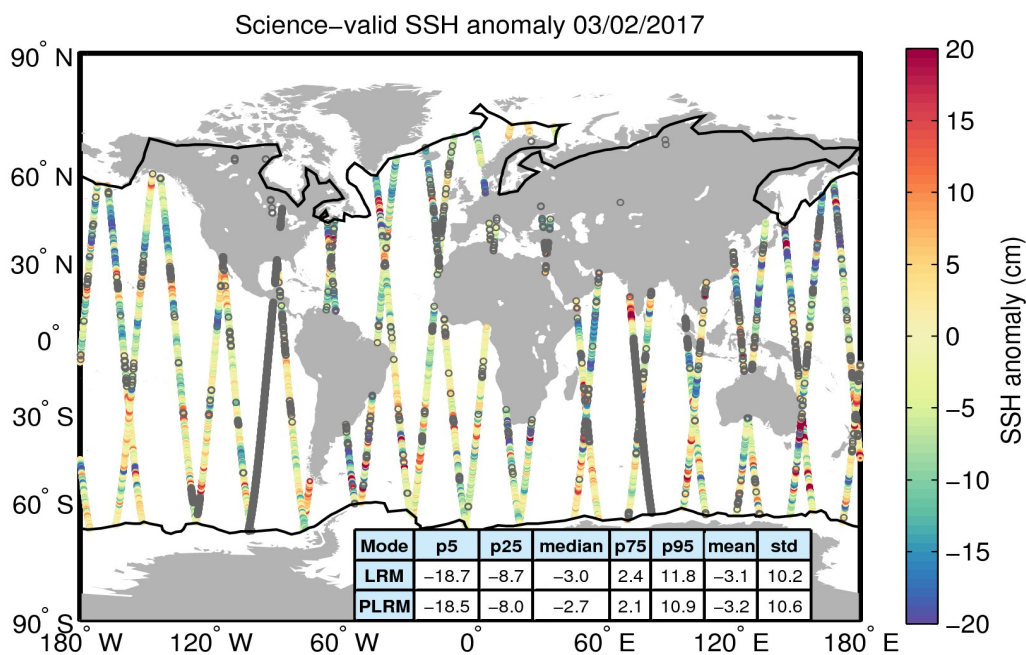 Science−valid SSH anomaly 03/02/2017
90° N
60° N
30° N
0°
30° S
60° S
90° S
180° W
120° W
60° W
0°
60° E
120° E
180° E
Mode p5 p25 median p75 p95 mean std
LRM −18.7 −8.7 −3.0 2.4 11.8 −3.1 10.2
PLRM −18.5 −8.0 −2.7 2.1 10.9 −3.2 10.6
20
15
10
5
0
−5
−10
−15
−20
SSH anomaly (cm)